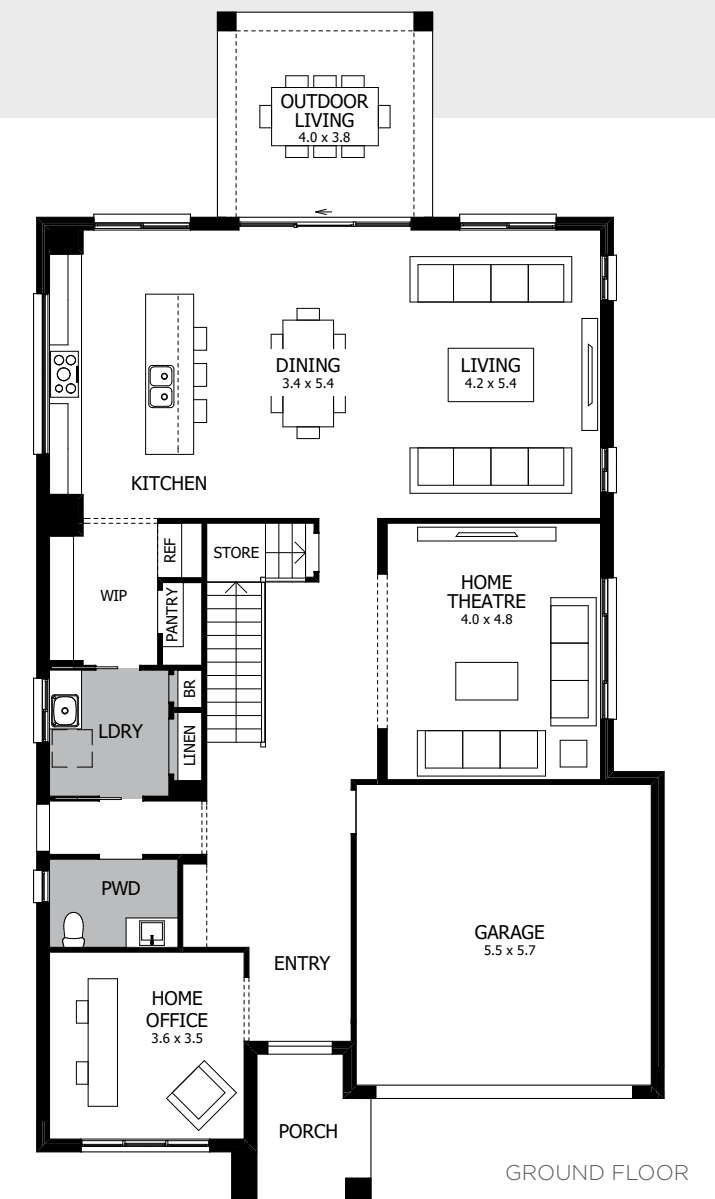 OUTDOOR
LIVING
4.0 x 3.8
DINING
3.4 x 5.4
LIVING
4.2 x 5.4
KITCHEN
REF
STORE
WIP
PANTRY
HOME
THEATRE
4.0 x 4.8
BR
LDRY
LINEN
PWD
GARAGE
5.5 x 5.7
ENTRY
HOME
OFFICE
3.6 x 3.5
PORCH
GROUND FLOOR